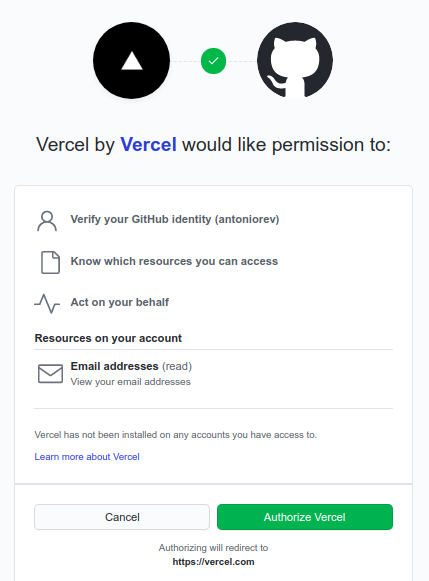 Vercel by Vercel would like permission to:
Verify your GitHub identity (antoniorev)
Know which resources you can access
Act on your behalf
Resources on your account
Email addresses (read)
View your email addresses
Vercel has not been installed on any accounts you have access to.
Learn more about Vercel
Cancel
Authorize Vercel
Authorizing will redirect to
https://vercel.com